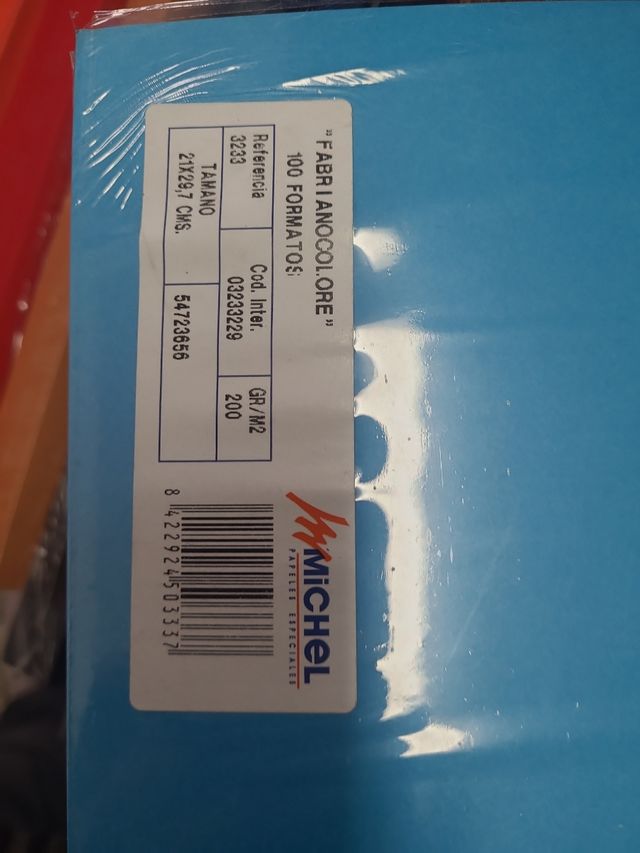 "FABRIANOCOLORE"
100 FORMATOS:
Referencia Cod. Inter. GR/M2
3233 03233229 200
TAMANO
21X29,7 CMS. 54723656
MiCHeL
PAPELES ESPECIALES
8 422924 503337